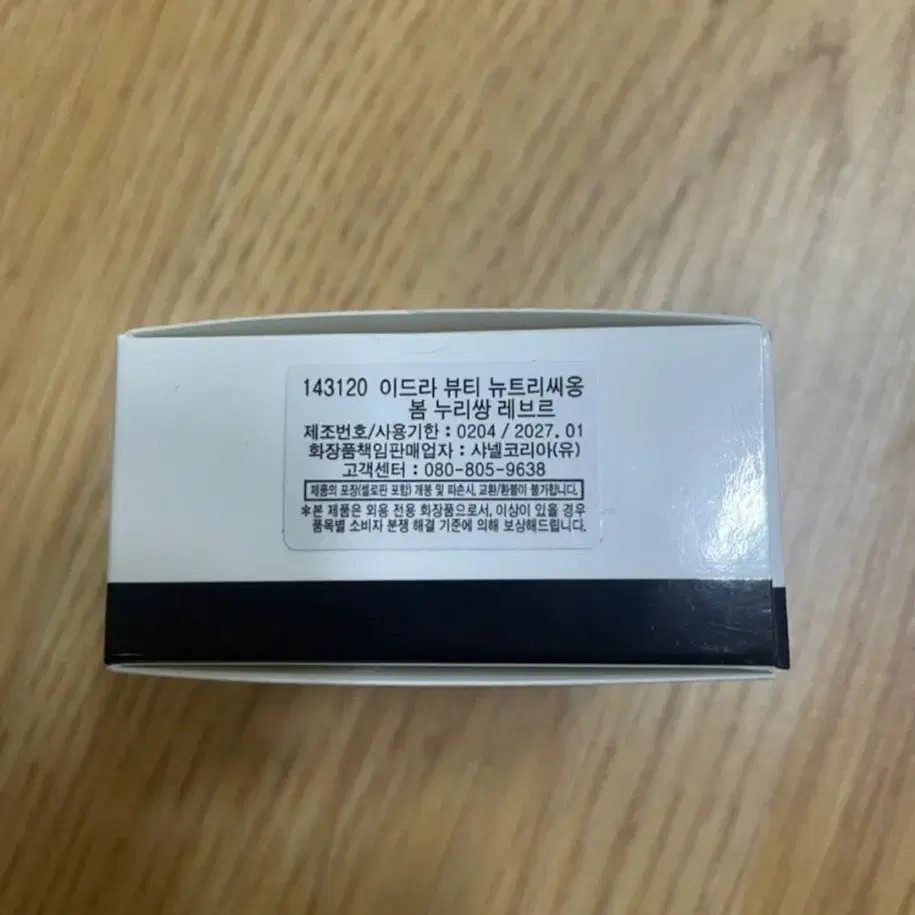 143120 이드라 뷰티 뉴트리씨옹
봄 누리쌍 레브르
제조번호/사용기한 : 0204 / 2027. 01
화장품책임판매업자 : 샤넬코리아(유)
고객센터 : 080-805-9638
제품의 포장(셀로판 포함) 개봉 및 파손시, 교환/환불이 불가합니다.
*본 제품은 외용 전용 화장품으로서, 이상이 있을 경우
품목별 소비자 분쟁 해결 기준에 의해 보상해드립니다.